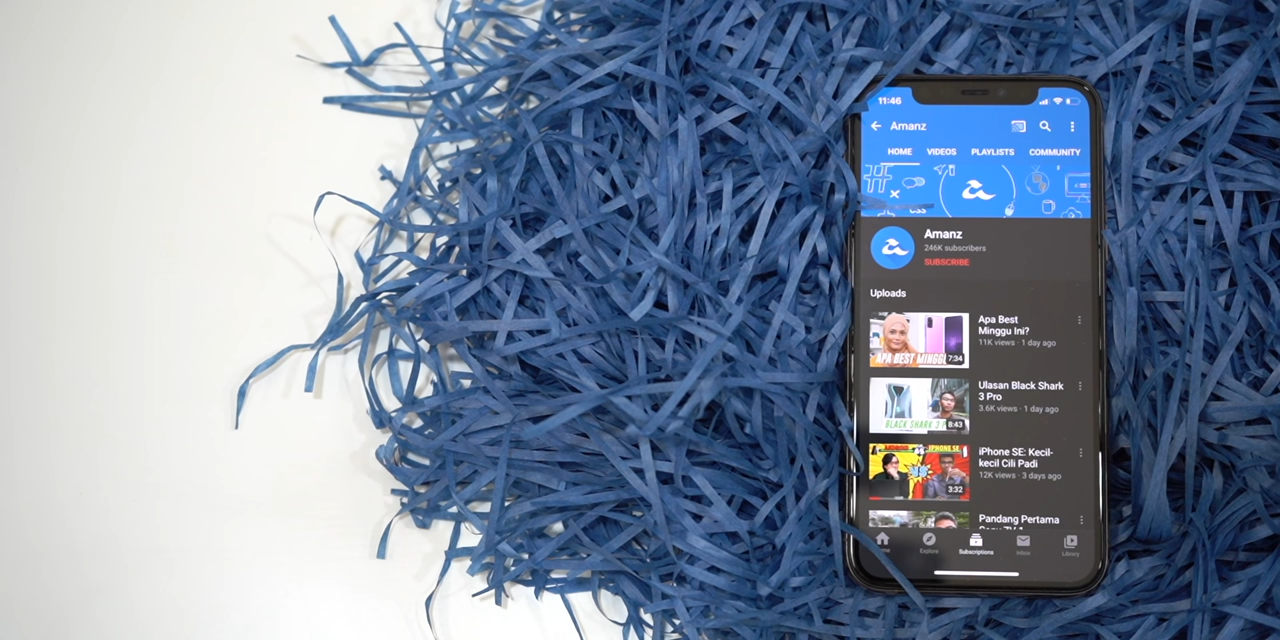 11:46
Amanz
HOME VIDEOS PLAYLISTS COMMUNITY
CSS
Amanz
246K subscribers
SUBSCRIBE
Uploads
APA BEST MINGGU
7:34
Apa Best
Minggu Ini?
11K views · 1 day ago
BLACK SHARK 3
8:43
Ulasan Black Shark
3 Pro
3.6K views · 1 day ago
IPHONE SE
3:32
iPhone SE: Kecil-
kecil Cili Padi
12K views · 3 days ago
Pandang Pertama
Explore Subscriptions Inbox Library